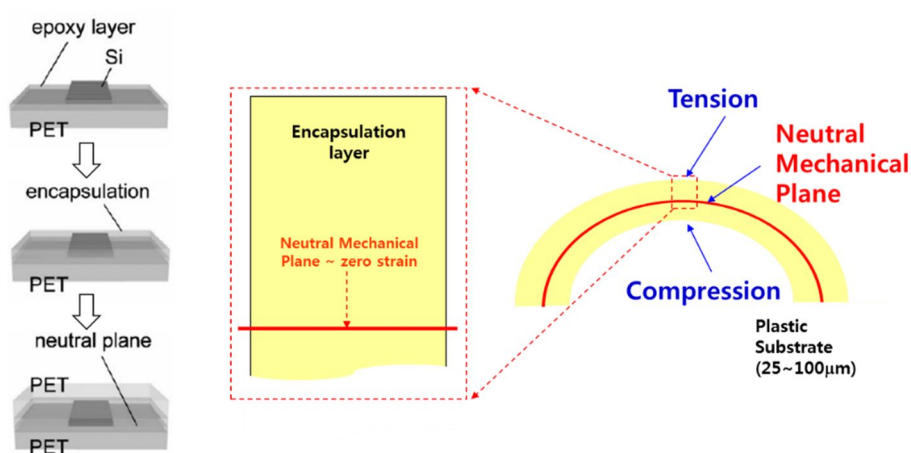 epoxy layer
Si
PET
encapsulation
PET
neutral plane
PET
PET
Encapsulation
layer
Neutral Mechanical
Plane ~ zero strain
Tension
Neutral
Mechanical
Plane
Compression
Plastic
Substrate
(25~100μm)